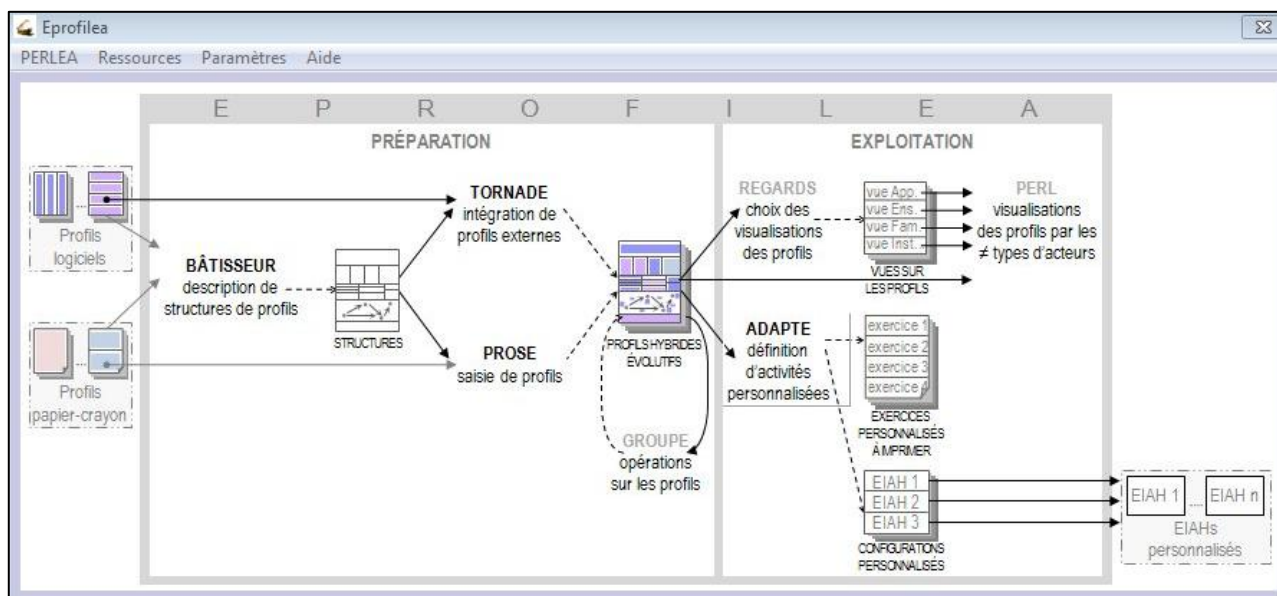 Eprofilea
PERLEA Ressources Paramètres Aide
E P R O F I L E A
PRÉPARATION
EXPLOITATION
Profils
logiciels
Profils
papier-crayon
BÂTISSEUR
description de
structures de profils
STRUCTURES
TORNADE
intégration de
profils externes
PROSE
saisie de profils
PROFILS HYBRIDES
ÉVOLUTIFS
GROUPE
opérations
sur les profils
REGARDS
choix des
visualisations
des profils
vue App.
vue Ens.
vue Fam.
vue Inst.
VUES SUR
LES PROFILS
PERL
visualisations
des profils par les
≠ types d'acteurs
ADAPTE
définition
d'activités
personnalisées
exercice 1
exercice 2
exercice 3
exercice 4
EXERCICES
PERSONNALISÉS
À IMPRIMER
EIAH 1
EIAH 2
EIAH 3
CONFIGURATIONS
PERSONNALISÉS
EIAH 1 ... EIAH n
EIAHs
personnalisés